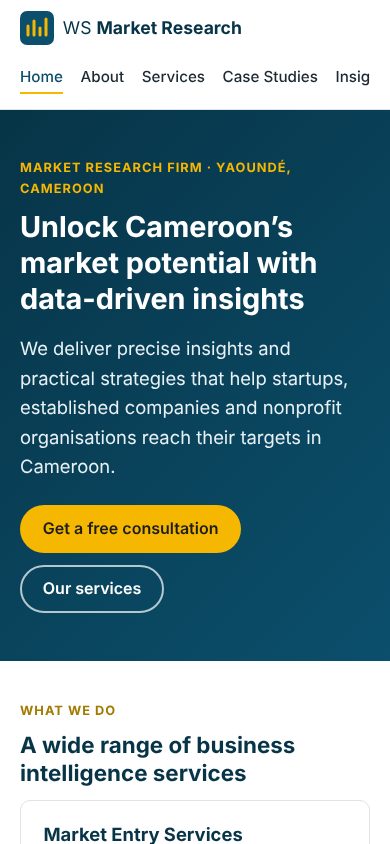 WS Market Research
Home About Services Case Studies Insig
MARKET RESEARCH FIRM · YAOUNDÉ,
CAMEROON
Unlock Cameroon’s
market potential with
data-driven insights
We deliver precise insights and
practical strategies that help startups,
established companies and nonprofit
organisations reach their targets in
Cameroon.
Get a free consultation
Our services
WHAT WE DO
A wide range of business
intelligence services
Market Entry Services